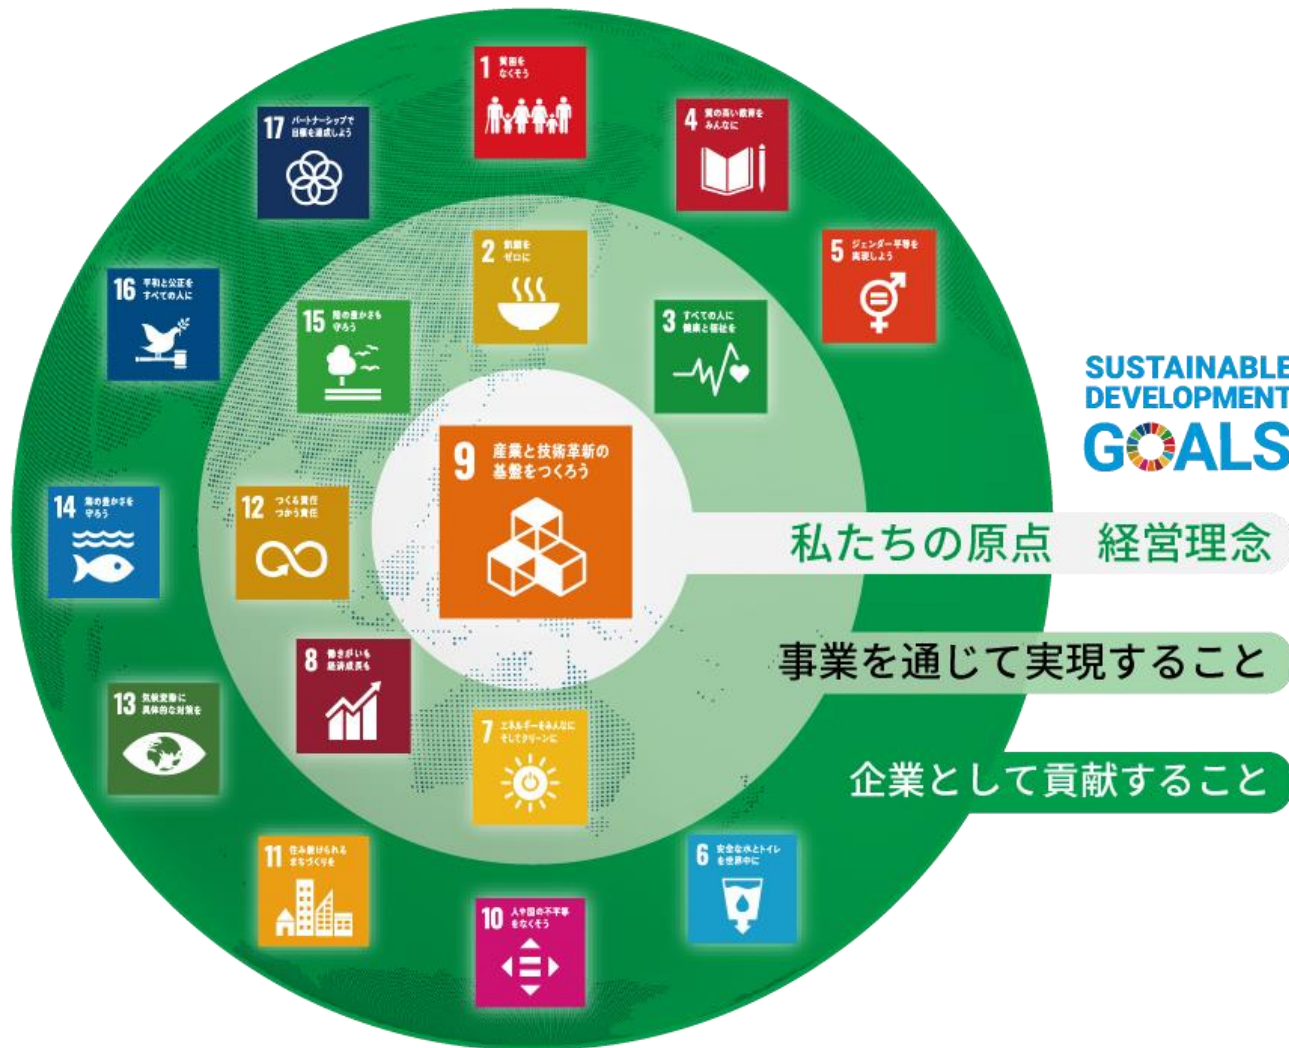 1 貧困を
なくそう
17 パートナーシップで
目標を達成しよう
4 質の高い教育を
みんなに
5 ジェンダー平等を
実現しよう
2 飢餓を
ゼロに
16 平和と公正を
すべての人に
15 陸の豊かさも
守ろう
3 すべての人に
健康と福祉を
SUSTAINABLE
DEVELOPMENT
GOALS
9 産業と技術革新の
基盤をつくろう
14 海の豊かさを
守ろう
12 つくる責任
つかう責任
私たちの原点 経営理念
8 働きがいも
経済成長も
事業を通じて実現すること
13 気候変動に
具体的な対策を
7 エネルギーをみんなに
そしてクリーンに
企業として貢献すること
11 住み続けられる
まちづくりを
6 安全な水とトイレ
を世界中に
10 人や国の不平等
をなくそう